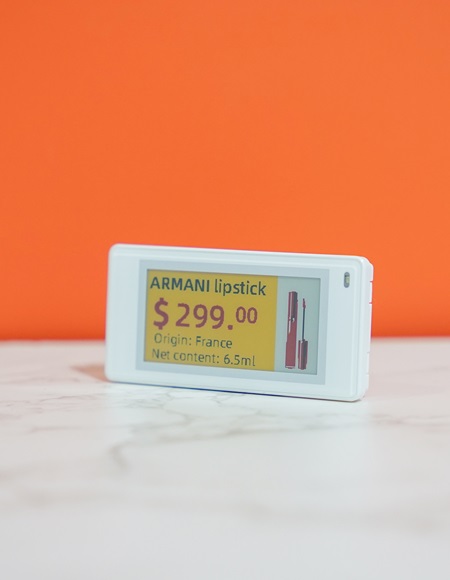 ARMANI lipstick
$299.00
Origin: France
Net content: 6.5ml